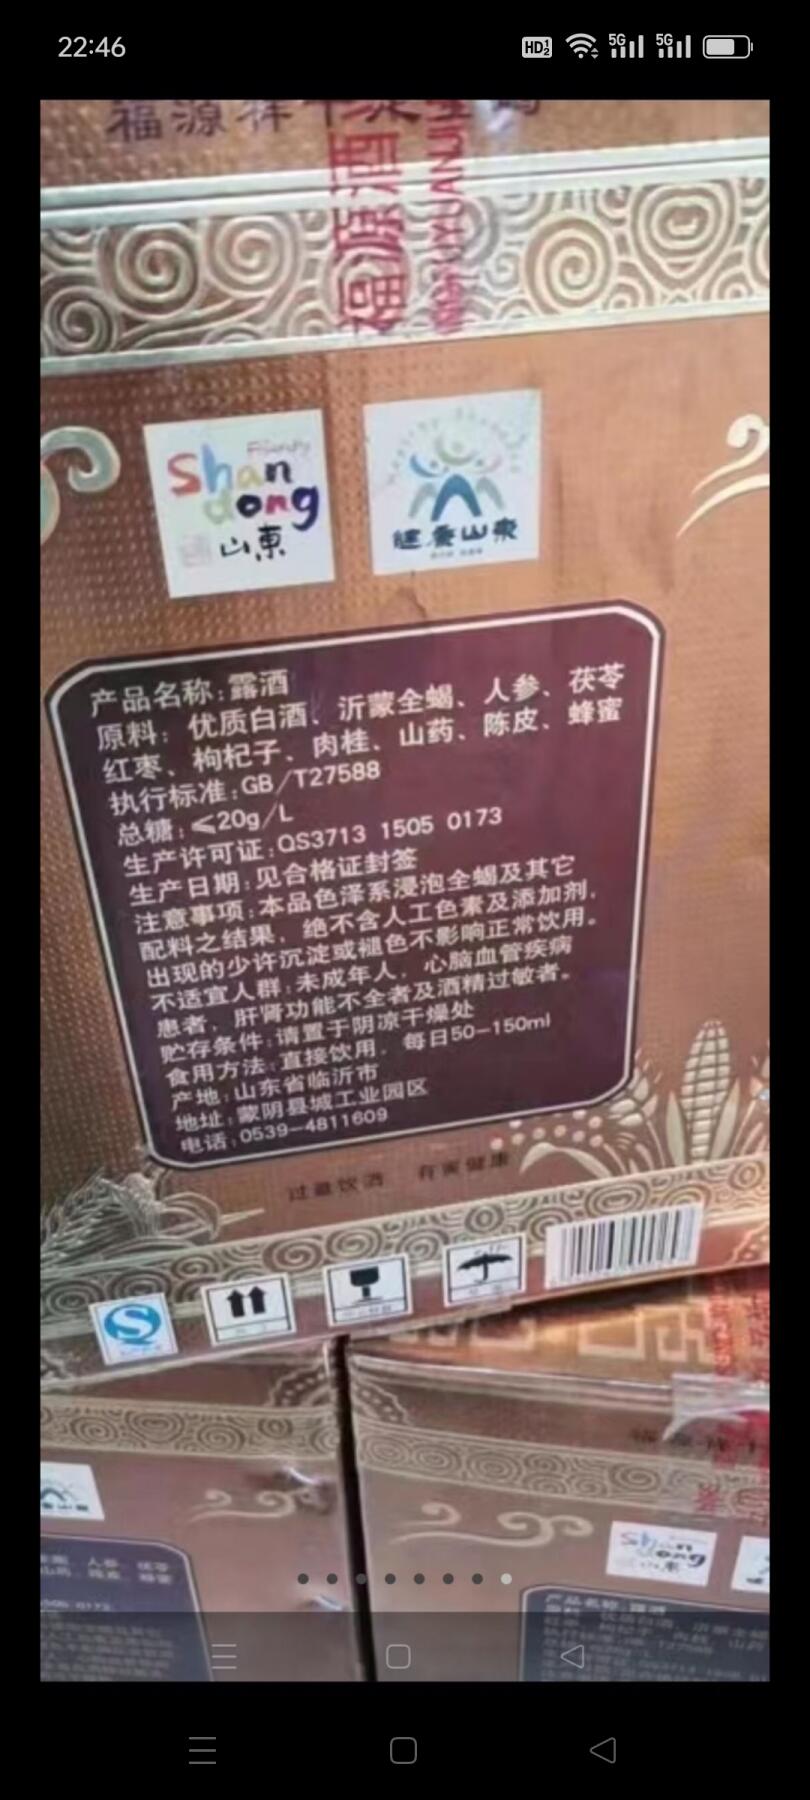 22:46
福源祥
福源酒
Friendly
Shan
dong
山東
健康山东
产品名称:露酒
原料:优质白酒、沂蒙全蝎、人参、茯苓
红枣、枸杞子、肉桂、山药、陈皮、蜂蜜
执行标准:GB/T27588
总糖:≤20g/L
生产许可证:QS3713 1505 0173
生产日期:见合格证封签
注意事项:本品色泽系浸泡全蝎及其它
配料之结果，绝不含人工色素及添加剂，
出现的少许沉淀或褪色不影响正常饮用。
不适宜人群:未成年人，心脑血管疾病
患者，肝肾功能不全者及酒精过敏者。
贮存条件:请置于阴凉干燥处
食用方法:直接饮用，每日50-150ml
产地:山东省临沂市
地址:蒙阴县城工业园区
电话:0539-4811609
过量饮酒 有害健康